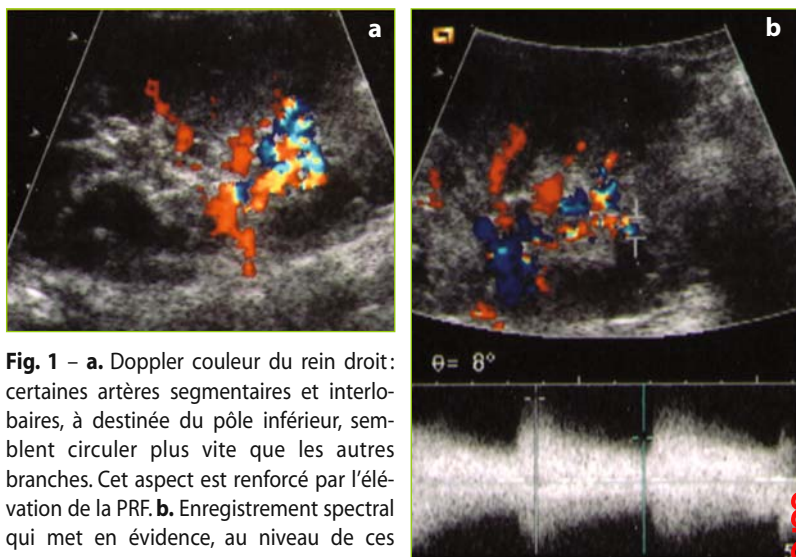 a
b
θ= 8°
Fig. 1 – a. Doppler couleur du rein droit:
certaines artères segmentaires et interlo-
baires, à destinée du pôle inférieur, sem-
blent circuler plus vite que les autres
branches. Cet aspect est renforcé par l'élé-
vation de la PRF. b. Enregistrement spectral
qui met en évidence, au niveau de ces